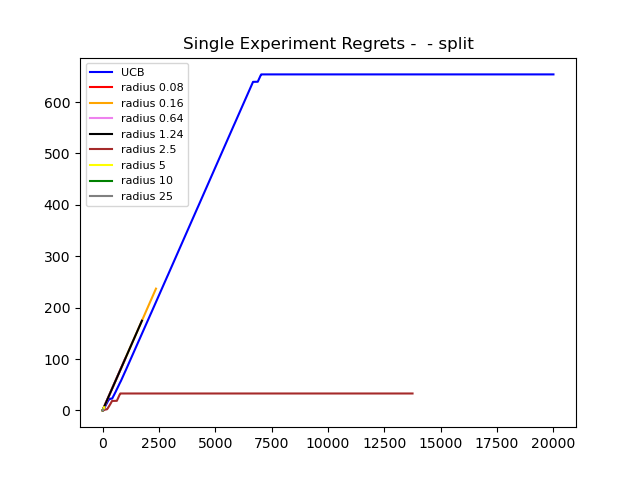 Single Experiment Regrets -  - split
UCB
radius 0.08
radius 0.16
radius 0.64
radius 1.24
radius 2.5
radius 5
radius 10
radius 25
600
500
400
300
200
100
0
0 2500 5000 7500 10000 12500 15000 17500 20000